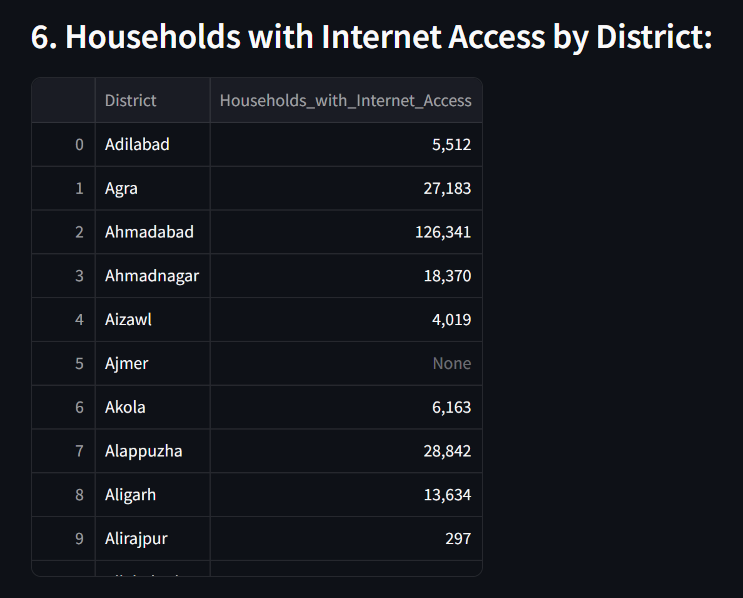 6. Households with Internet Access by District:
District Households_with_Internet_Access
0 Adilabad 5,512
1 Agra 27,183
2 Ahmadabad 126,341
3 Ahmadnagar 18,370
4 Aizawl 4,019
5 Ajmer None
6 Akola 6,163
7 Alappuzha 28,842
8 Aligarh 13,634
9 Alirajpur 297